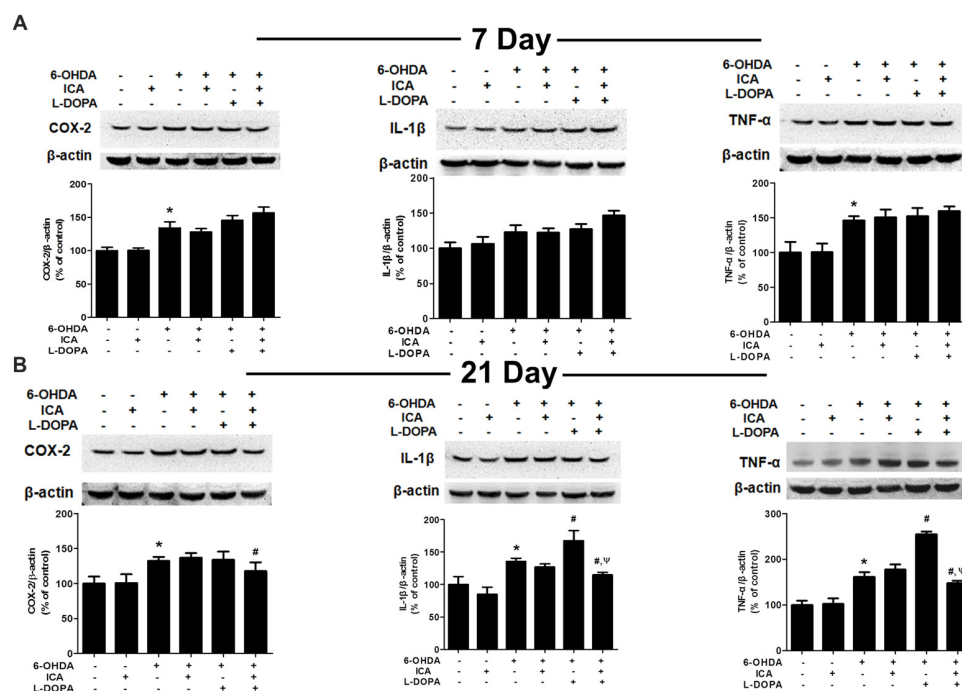 A
7 Day
6-OHDA - - + + + +
ICA - + - + - +
L-DOPA - - - - + +
COX-2
β-actin
COX-2/β-actin
(% of control)
200
150
100
50
0
*
6-OHDA - - + + + +
ICA - + - + - +
L-DOPA - - - - + +
6-OHDA - - + + + +
ICA - + - + - +
L-DOPA - - - - + +
IL-1β
β-actin
IL-1β/β-actin
(% of control)
200
150
100
50
0
6-OHDA - - + + + +
ICA - + - + - +
L-DOPA - - - - + +
6-OHDA - - + + + +
ICA - + - + - +
L-DOPA - - - - + +
TNF-α
β-actin
TNF-α/β-actin
(% of control)
200
150
100
50
0
*
6-OHDA - - + + + +
ICA - + - + - +
L-DOPA - - - - + +
B
21 Day
6-OHDA - - + + + +
ICA - + - + - +
L-DOPA - - - - + +
COX-2
β-actin
COX-2/β-actin
(% of control)
200
150
100
50
0
*
#
6-OHDA - - + + + +
ICA - + - + - +
L-DOPA - - - - + +
6-OHDA - - + + + +
ICA - + - + - +
L-DOPA - - - - + +
IL-1β
β-actin
IL-1β/β-actin
(% of control)
200
150
100
50
0
*
#
#,Ψ
6-OHDA - - + + + +
ICA - + - + - +
L-DOPA - - - - + +
6-OHDA - - + + + +
ICA - + - + - +
L-DOPA - - - - + +
TNF-α
β-actin
TNF-α/β-actin
(% of control)
300
200
100
0
*
#
#,Ψ
6-OHDA - - + + + +
ICA - + - + - +
L-DOPA - - - - + +